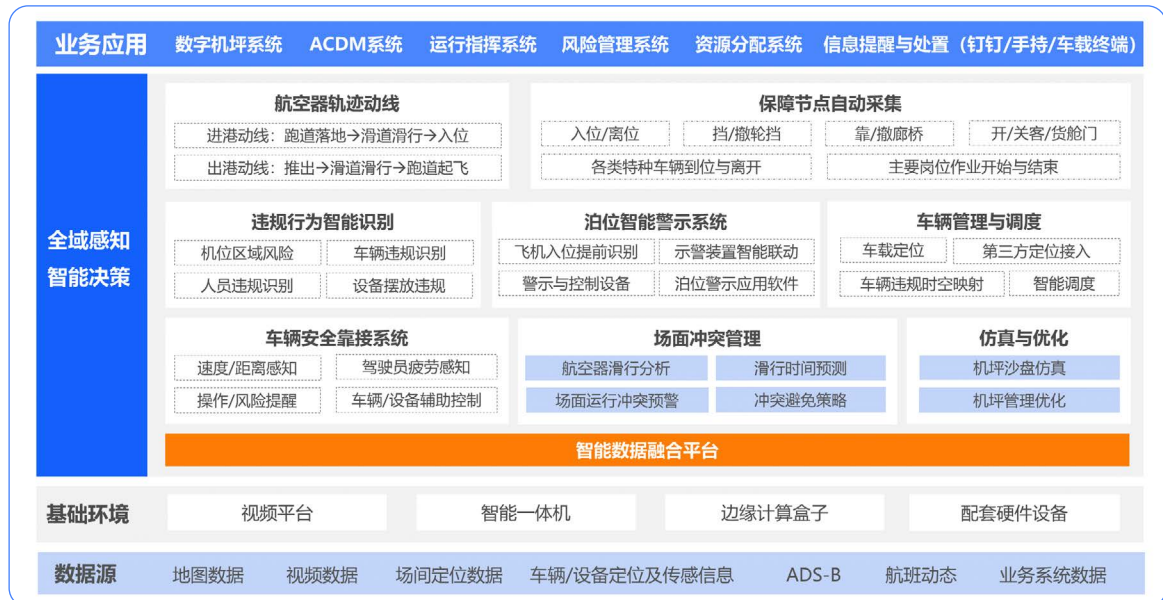 业务应用 数字机坪系统 ACDM系统 运行指挥系统 风险管理系统 资源分配系统 信息提醒与处置（钉钉/手持/车载终端）
全域感知
智能决策
航空器轨迹动线
进港动线：跑道落地→滑道滑行→入位
出港动线：推出→滑道滑行→跑道起飞
保障节点自动采集
入位/离位 挡/撤轮挡 靠/撤廊桥 开/关客/货舱门
各类特种车辆到位与离开 主要岗位作业开始与结束
违规行为智能识别
机位区域风险 车辆违规识别
人员违规识别 设备摆放违规
泊位智能警示系统
飞机入位提前识别 示警装置智能联动
警示与控制设备 泊位警示应用软件
车辆管理与调度
车载定位 第三方定位接入
车辆违规时空映射 智能调度
车辆安全靠接系统
速度/距离感知 驾驶员疲劳感知
操作/风险提醒 车辆/设备辅助控制
场面冲突管理
航空器滑行分析 滑行时间预测
场面运行冲突预警 冲突避免策略
仿真与优化
机坪沙盘仿真
机坪管理优化
智能数据融合平台
基础环境 视频平台 智能一体机 边缘计算盒子 配套硬件设备
数据源 地图数据 视频数据 场间定位数据 车辆/设备定位及传感信息 ADS-B 航班动态 业务系统数据